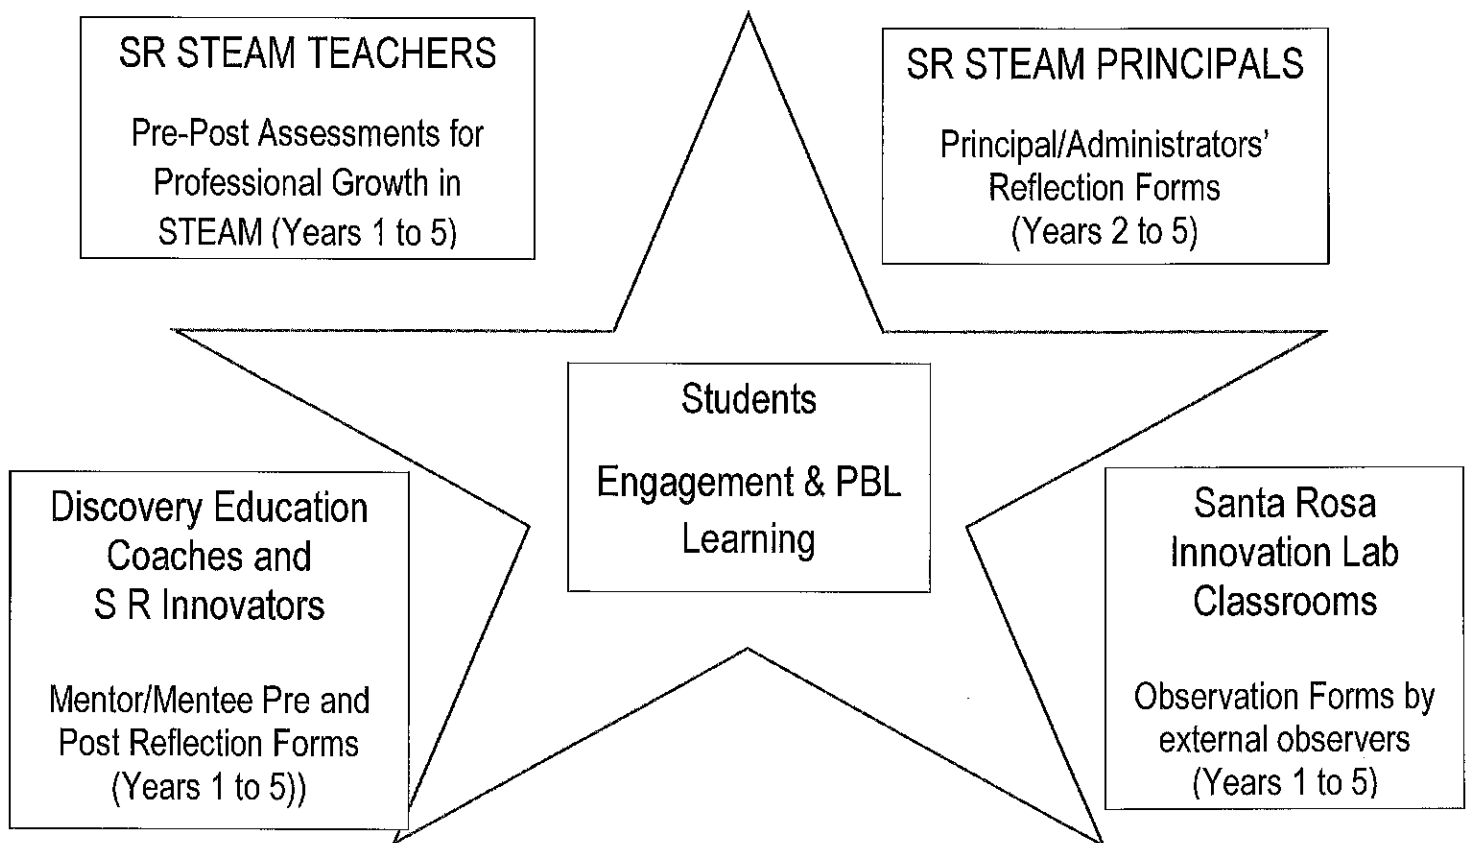 SR STEAM TEACHERS
Pre-Post Assessments for
Professional Growth in
STEAM (Years 1 to 5)
SR STEAM PRINCIPALS
Principal/Administrators'
Reflection Forms
(Years 2 to 5)
Students
Engagement & PBL
Learning
Discovery Education
Coaches and
S R Innovators
Mentor/Mentee Pre and
Post Reflection Forms
(Years 1 to 5))
Santa Rosa
Innovation Lab
Classrooms
Observation Forms by
external observers
(Years 1 to 5)